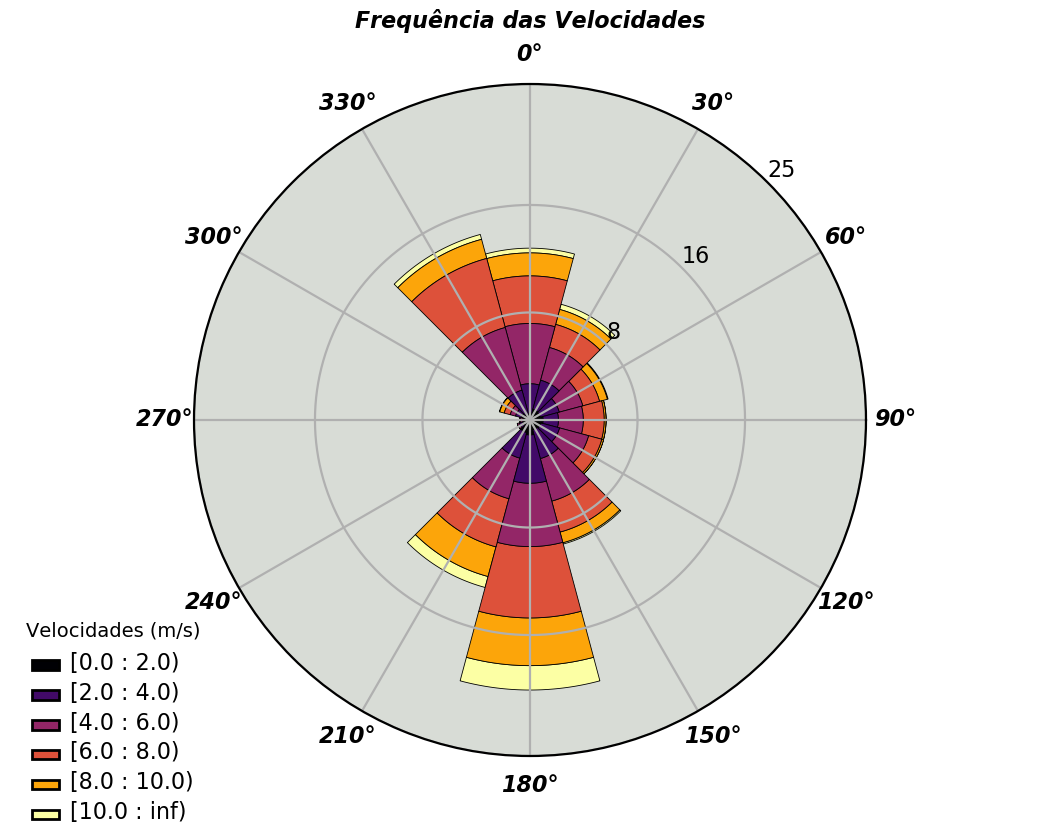 Frequência das Velocidades
0°
330°
30°
25
300°
60°
16
8
270°
90°
240°
120°
210°
150°
180°
Velocidades (m/s)
[0.0 : 2.0)
[2.0 : 4.0)
[4.0 : 6.0)
[6.0 : 8.0)
[8.0 : 10.0)
[10.0 : inf)